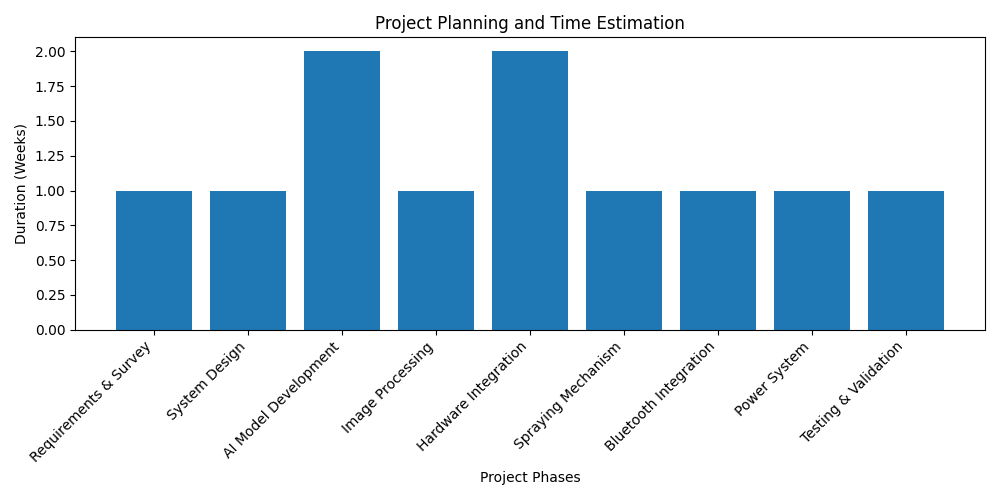 Project Planning and Time Estimation
Duration (Weeks)
2.00
1.75
1.50
1.25
1.00
0.75
0.50
0.25
0.00
Requirements & Survey
System Design
AI Model Development
Image Processing
Hardware Integration
Spraying Mechanism
Bluetooth Integration
Power System
Testing & Validation
Project Phases